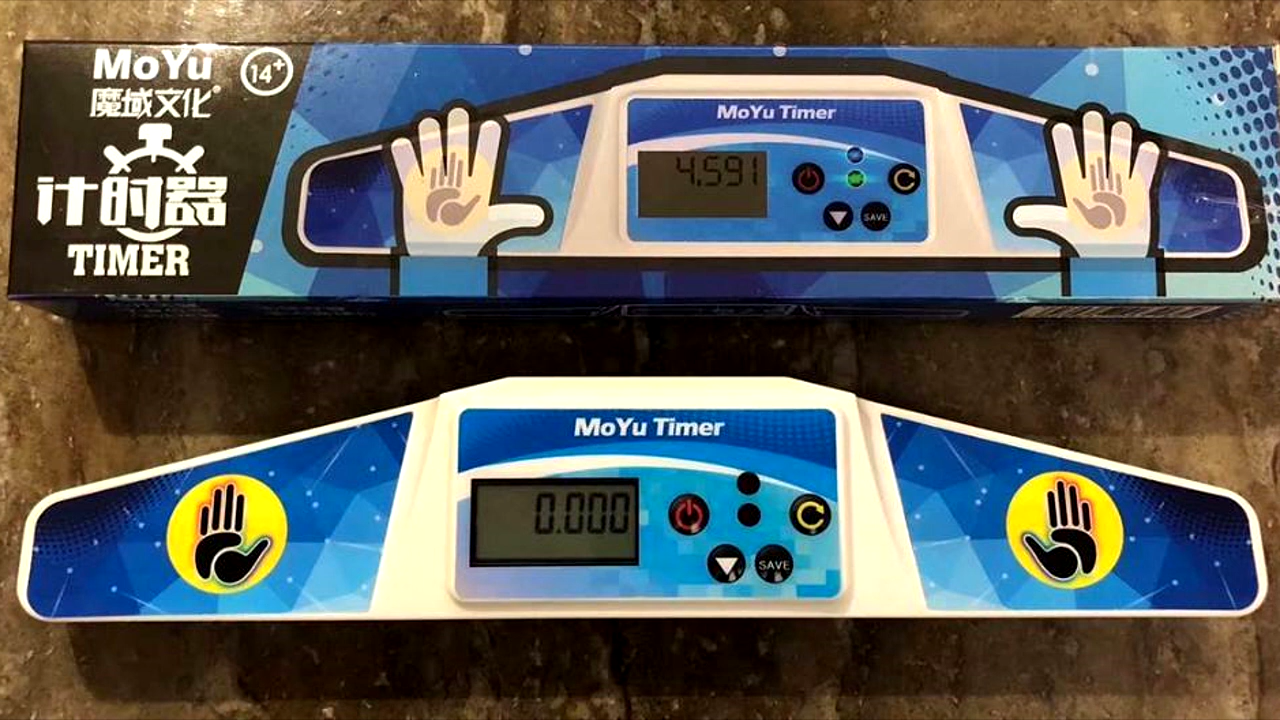 MoYu
14+
魔域文化®
计时器
TIMER
MoYu Timer
4.591
SAVE
MoYu Timer
0.000
SAVE